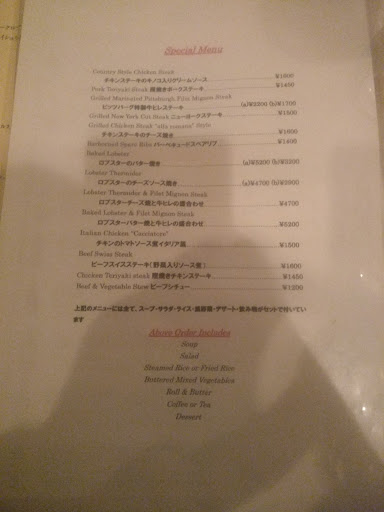 Special Menu
Country Style Chicken Steak
チキンステーキのキノコ入りクリームソース ¥1600
Pork Teriyaki Steak 照焼きポークステーキ ¥1450
Grilled Marinated Pittsburgh Filet Mignon Steak
ピッツバーグ特製牛ヒレステーキ (a)¥2200 (b)¥1700
Grilled New York Cut Steak ニューヨークステーキ ¥1500
Grilled Chicken Steak "alla romana" Style
チキンステーキのチーズ焼き ¥1600
Barbecued Spare Ribs バーベキュードスペアリブ ¥1400
Baked Lobster
ロブスターのバター焼き (a)¥5200 (b)¥3200
Lobster Thermidor
ロブスターのチーズソース焼き (a)¥4700 (b)¥2900
Lobster Thermidor & Filet Mignon Steak
ロブスターチーズ焼と牛ヒレの盛合わせ ¥4700
Baked Lobster & Filet Mignon Steak
ロブスターバター焼と牛ヒレの盛合わせ ¥5200
Italian Chicken "Cacciatore"
チキンのトマトソース煮イタリア風 ¥1500
Beef Swiss Steak
ビーフスイスステーキ(野菜入りソース煮) ¥1600
Chicken Teriyaki steak 照焼きチキンステーキ ¥1450
Beef & Vegetable Stew ビーフシチュー ¥1200
上記のメニューには全て、スープ・サラダ・ライス・温野菜・デザート・飲み物がセットで付いています
Above Order Includes
Soup
Salad
Steamed Rice or Fried Rice
Buttered Mixed Vegetables
Roll & Butter
Coffee or Tea
Dessert